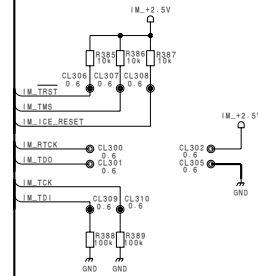 IM_+2.5V
R385 R386 R387
10k 10k 10k
CL306 CL307 CL308
0.6 0.6 0.6
IM_TRST
IM_TMS
IM_ICE_RESET
IM_+2.5V
IM_RTCK
CL300
0.6
CL302
0.6
IM_TDO
CL301
0.6
CL305
0.6
GND
IM_TCK
IM_TDI
CL309 CL310
0.6 0.6
R388 R389
100k 100k
GND GND